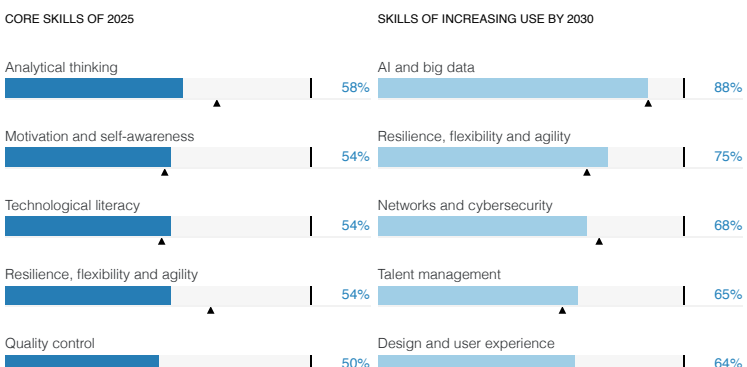 CORE SKILLS OF 2025
Analytical thinking
58%
Motivation and self-awareness
54%
Technological literacy
54%
Resilience, flexibility and agility
54%
Quality control
50%
SKILLS OF INCREASING USE BY 2030
AI and big data
88%
Resilience, flexibility and agility
75%
Networks and cybersecurity
68%
Talent management
65%
Design and user experience
64%